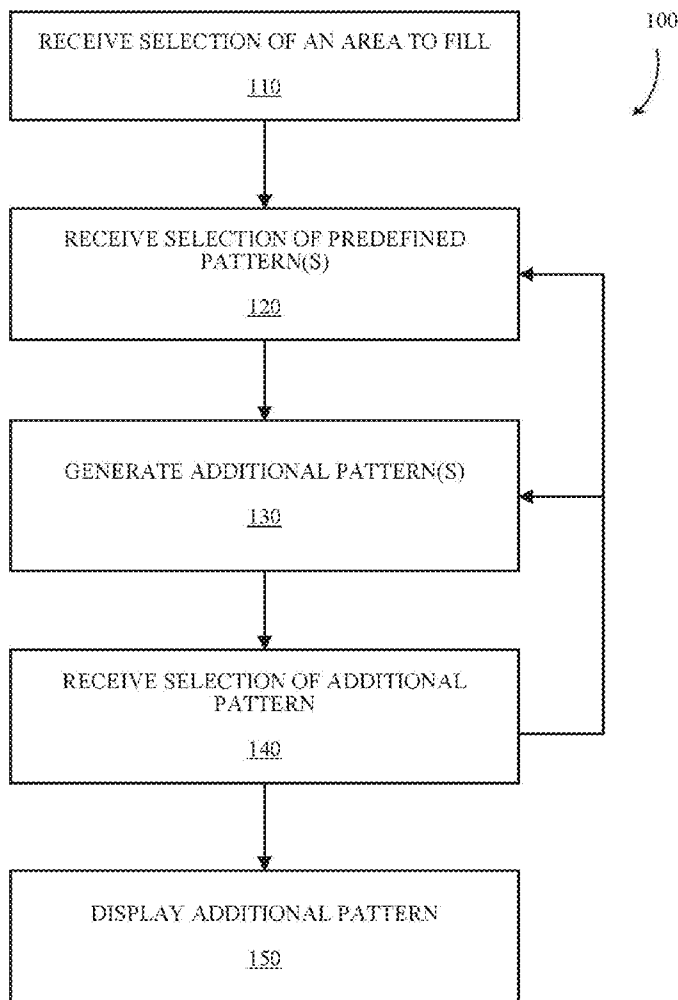 RECEIVE SELECTION OF AN AREA TO FILL
110
100
RECEIVE SELECTION OF PREDEFINED
PATTERN(S)
120
GENERATE ADDITIONAL PATTERN(S)
130
RECEIVE SELECTION OF ADDITIONAL
PATTERN
140
DISPLAY ADDITIONAL PATTERN
150